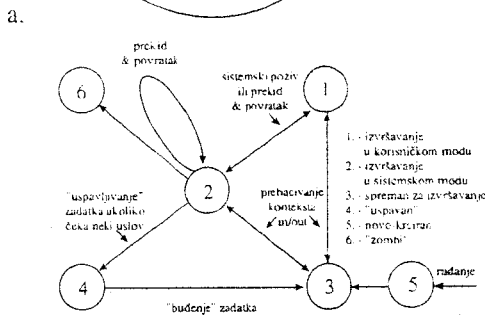 a.
prekid
& povratak
sistemski poziv
ili prekid
& povratak
6
1
1. - izvršavanje
u korisničkom modu
2. - izvršavanje
u sistemskom modu
3. - spreman za izvršavanje
4. - "uspavan"
5. - novo-kreiran
6. - "zombi"
2
"uspavljivanje"
zadatka ukoliko
čeka neki uslov
prebacivanje
konteksta
in/out
rađanje
4
3
5
"buđenje" zadatka